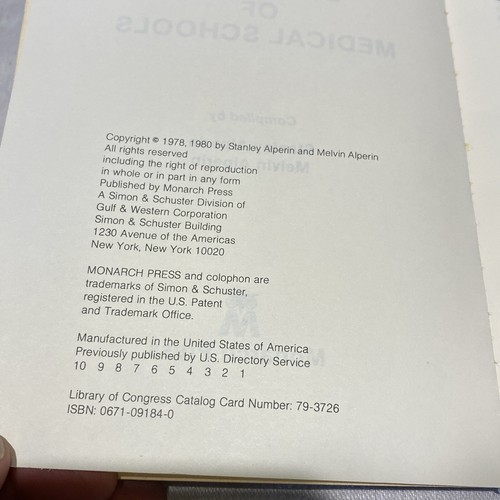 Copyright © 1978, 1980 by Stanley Alperin and Melvin Alperin
All rights reserved
including the right of reproduction
in whole or in part in any form
Published by Monarch Press
A Simon & Schuster Division of
Gulf & Western Corporation
Simon & Schuster Building
1230 Avenue of the Americas
New York, New York 10020
MONARCH PRESS and colophon are
trademarks of Simon & Schuster,
registered in the U.S. Patent
and Trademark Office.
Manufactured in the United States of America
Previously published by U.S. Directory Service
10 9 8 7 6 5 4 3 2 1
Library of Congress Catalog Card Number: 79-3726
ISBN: 0671-09184-0